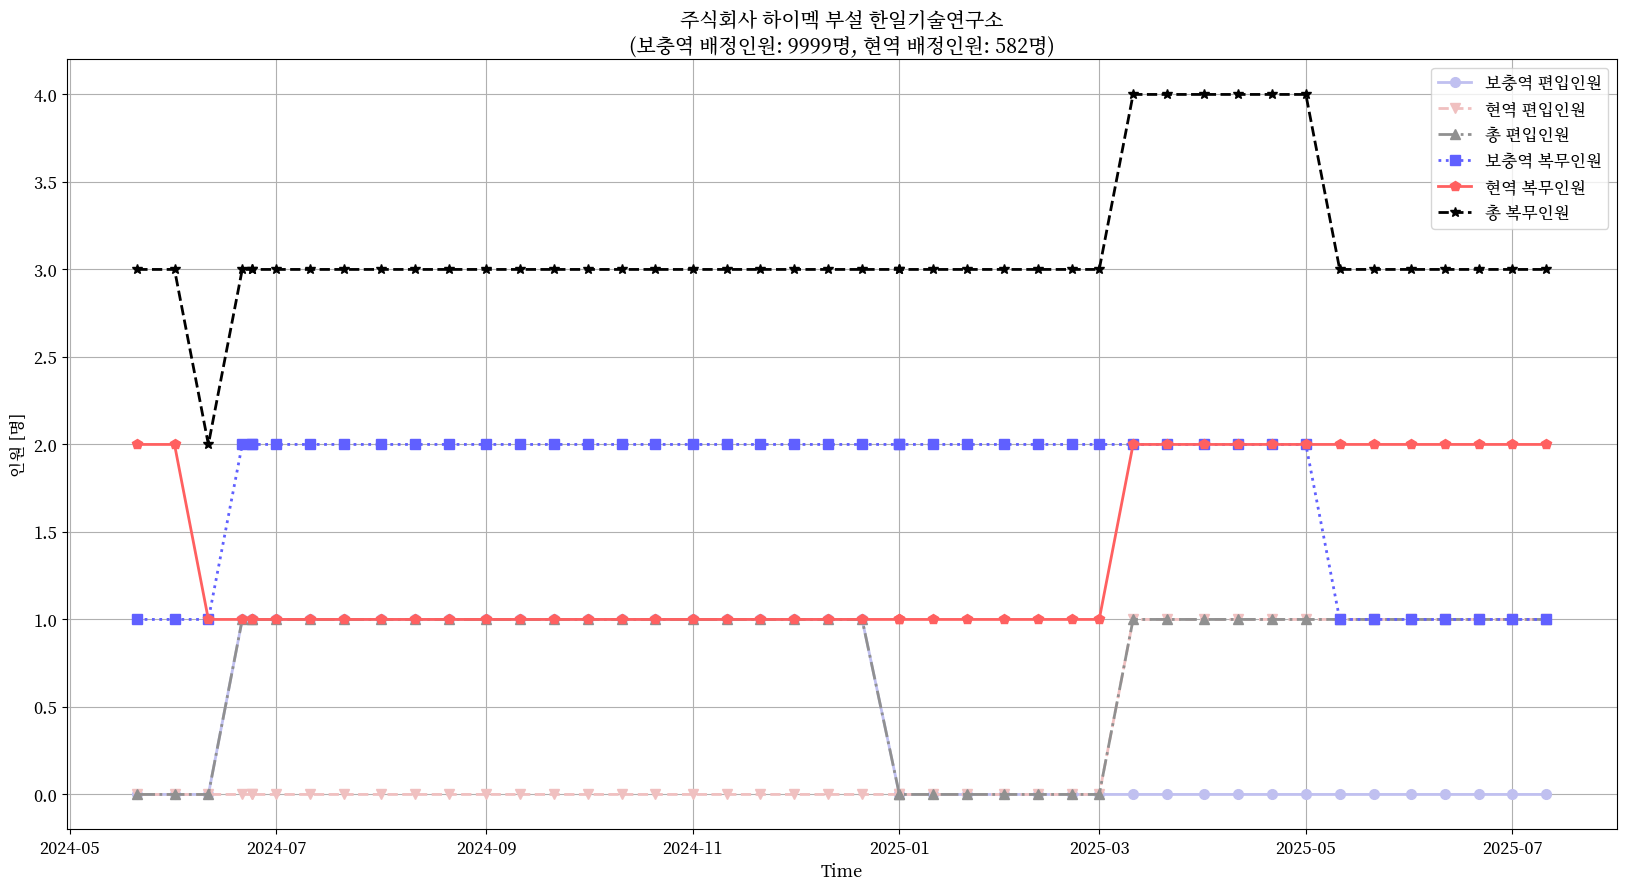 주식회사 하이멕 부설 한일기술연구소
(보충역 배정인원: 9999명, 현역 배정인원: 582명)
보충역 편입인원
현역 편입인원
총 편입인원
보충역 복무인원
현역 복무인원
총 복무인원
인원 [명]
4.0
3.5
3.0
2.5
2.0
1.5
1.0
0.5
0.0
2024-05
2024-07
2024-09
2024-11
2025-01
2025-03
2025-05
2025-07
Time